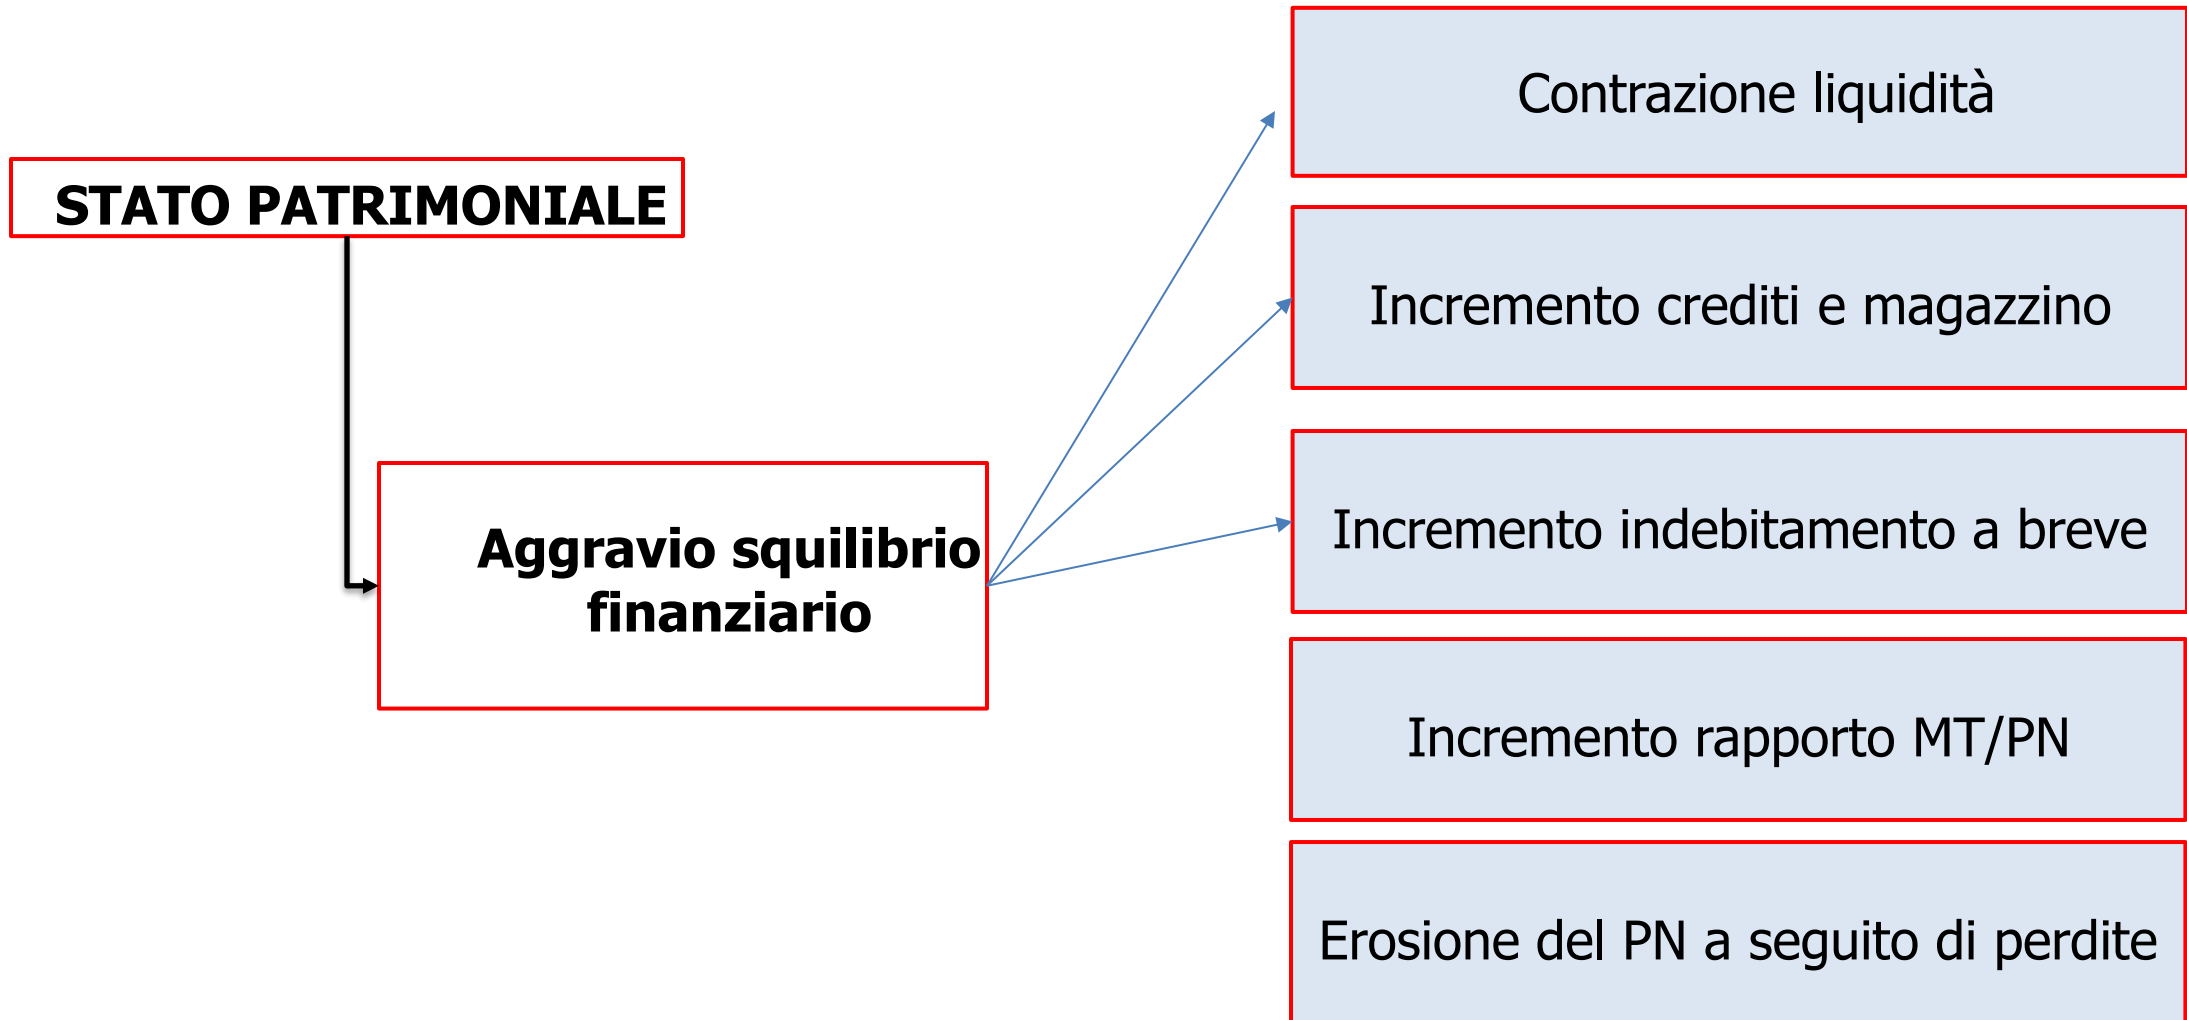 STATO PATRIMONIALE
Aggravio squilibrio
finanziario
Contrazione liquidità
Incremento crediti e magazzino
Incremento indebitamento a breve
Incremento rapporto MT/PN
Erosione del PN a seguito di perdite